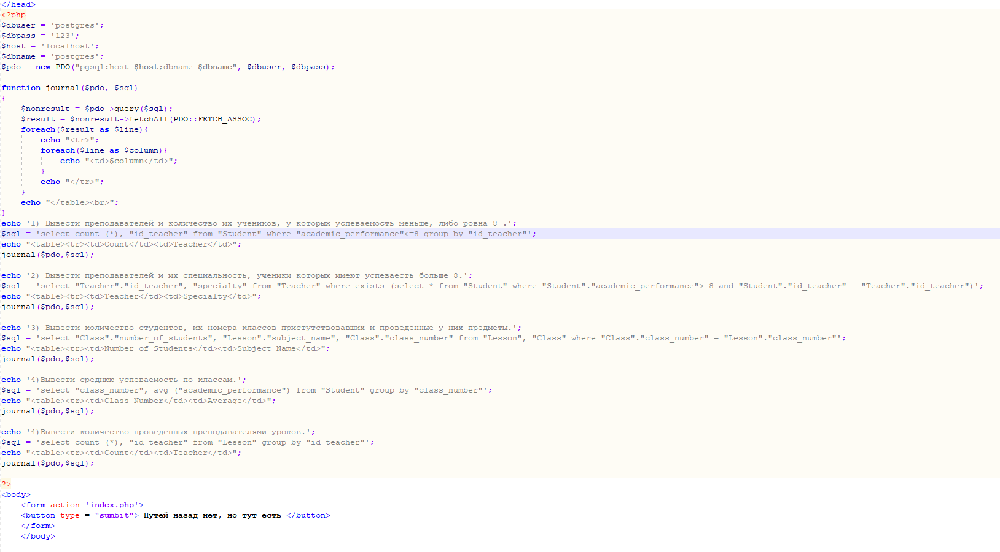 </head>
<?php
$dbuser = 'postgres';
$dbpass = '123';
$host = 'localhost';
$dbname = 'postgres';
$pdo = new PDO("pgsql:host=$host;dbname=$dbname", $dbuser, $dbpass);
function journal($pdo, $sql)
{
$nonresult = $pdo->query($sql);
$result = $nonresult->fetchAll(PDO::FETCH_ASSOC);
foreach($result as $line){
echo "<tr>";
foreach($line as $column){
echo "<td>$column</td>";
}
echo "</tr>";
}
echo "</table><br>";
}
echo '1) Вывести преподавателей и количество их учеников, у которых успеваемость меньше, либо ровна 8 .';
$sql = 'select count (*), "id_teacher" from "Student" where "academic_performance"<=8 group by "id_teacher"';
echo "<table><tr><td>Count</td><td>Teacher</td>";
journal($pdo,$sql);
echo '2) Вывести преподавателей и их специальность, ученики которых имеют успеваесть больше 8.';
$sql = 'select "Teacher"."id_teacher", "specialty" from "Teacher" where exists (select * from "Student" where "Student"."academic_performance">=8 and "Student"."id_teacher" = "Teacher"."id_teacher")';
echo "<table><tr><td>Teacher</td><td>Specialty</td>";
journal($pdo,$sql);
echo '3) Вывести количество студентов, их номера классов пристутствовавших и проведенные у них предметы.';
$sql = 'select "Class"."number_of_students", "Lesson"."subject_name", "Class"."class_number" from "Lesson", "Class" where "Class"."class_number" = "Lesson"."class_number"';
echo "<table><tr><td>Number of Students</td><td>Subject Name</td>";
journal($pdo,$sql);
echo '4)Вывести среднюю успеваемость по классам.';
$sql = 'select "class_number", avg ("academic_performance") from "Student" group by "class_number"';
echo "<table><tr><td>Class Number</td><td>Average</td>";
journal($pdo,$sql);
echo '4)Вывести количество проведенных преподавателями уроков.';
$sql = 'select count (*), "id_teacher" from "Lesson" group by "id_teacher"';
echo "<table><tr><td>Count</td><td>Teacher</td>";
journal($pdo,$sql);
?>
<body>
<form action='index.php'>
<button type = "sumbit"> Путей назад нет, но тут есть </button>
</form>
</body>